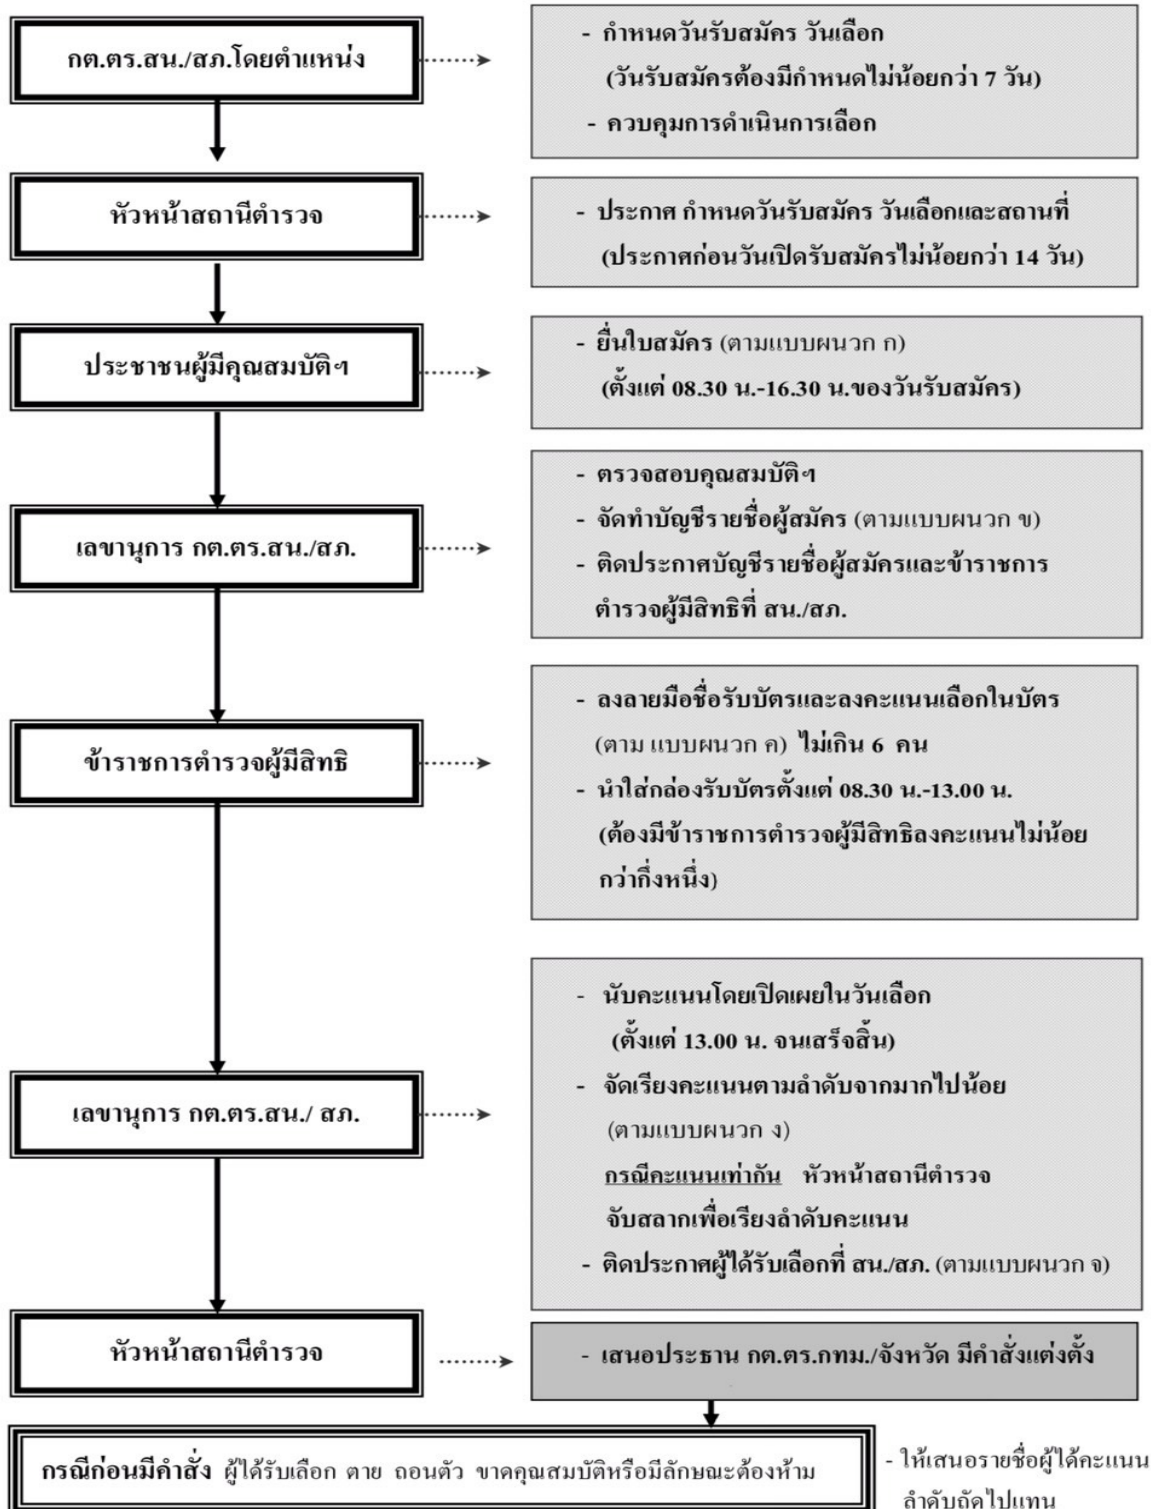 กต.ตร.สน./สภ.โดยตำแหน่ง
- กำหนดวันรับสมัคร วันเลือก
(วันรับสมัครต้องมีกำหนดไม่น้อยกว่า 7 วัน)
- ควบคุมการดำเนินการเลือก
หัวหน้าสถานีตำรวจ
- ประกาศ กำหนดวันรับสมัคร วันเลือกและสถานที่
(ประกาศก่อนวันเปิดรับสมัครไม่น้อยกว่า 14 วัน)
ประชาชนผู้มีคุณสมบัติฯ
- ยื่นใบสมัคร (ตามแบบผนวก ก)
(ตั้งแต่ 08.30 น.-16.30 น.ของวันรับสมัคร)
เลขานุการ กต.ตร.สน./สภ.
- ตรวจสอบคุณสมบัติฯ
- จัดทำบัญชีรายชื่อผู้สมัคร (ตามแบบผนวก ข)
- ติดประกาศบัญชีรายชื่อผู้สมัครและข้าราชการ
ตำรวจผู้มีสิทธิที่ สน./สภ.
ข้าราชการตำรวจผู้มีสิทธิ
- ลงลายมือชื่อรับบัตรและลงคะแนนเลือกในบัตร
(ตาม แบบผนวก ค) ไม่เกิน 6 คน
- นำใส่กล่องรับบัตรตั้งแต่ 08.30 น.-13.00 น.
(ต้องมีข้าราชการตำรวจผู้มีสิทธิลงคะแนนไม่น้อย
กว่ากึ่งหนึ่ง)
เลขานุการ กต.ตร.สน./ สภ.
- นับคะแนนโดยเปิดเผยในวันเลือก
(ตั้งแต่ 13.00 น. จนเสร็จสิ้น)
- จัดเรียงคะแนนตามลำดับจากมากไปน้อย
(ตามแบบผนวก ง)
กรณีคะแนนเท่ากัน หัวหน้าสถานีตำรวจ
จับสลากเพื่อเรียงลำดับคะแนน
- ติดประกาศผู้ได้รับเลือกที่ สน./สภ. (ตามแบบผนวก จ)
หัวหน้าสถานีตำรวจ
- เสนอประธาน กต.ตร.กทม./จังหวัด มีคำสั่งแต่งตั้ง
กรณีก่อนมีคำสั่ง ผู้ได้รับเลือก ตาย ถอนตัว ขาดคุณสมบัติหรือมีลักษณะต้องห้าม
- ให้เสนอรายชื่อผู้ได้คะแนน
ลำดับถัดไปแทน